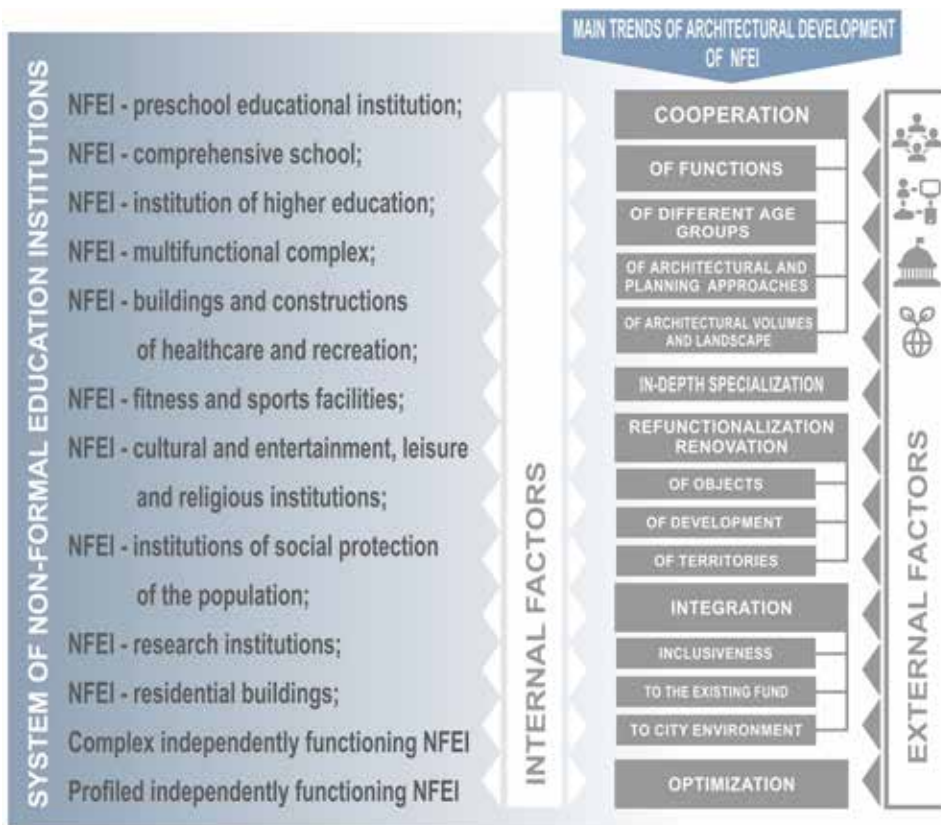 MAIN TRENDS OF ARCHITECTURAL DEVELOPMENT
OF NFEI
SYSTEM OF NON-FORMAL EDUCATION INSTITUTIONS
NFEI - preschool educational institution;
NFEI - comprehensive school;
NFEI - institution of higher education;
NFEI - multifunctional complex;
NFEI - buildings and constructions
of healthcare and recreation;
NFEI - fitness and sports facilities;
NFEI - cultural and entertainment, leisure
and religious institutions;
NFEI - institutions of social protection
of the population;
NFEI - research institutions;
NFEI - residential buildings;
Complex independently functioning NFEI
Profiled independently functioning NFEI
INTERNAL FACTORS
COOPERATION
OF FUNCTIONS
OF DIFFERENT AGE
GROUPS
OF ARCHITECTURAL AND
PLANNING APPROACHES
OF ARCHITECTURAL VOLUMES
AND LANDSCAPE
IN-DEPTH SPECIALIZATION
REFUNCTIONALIZATION
RENOVATION
OF OBJECTS
OF DEVELOPMENT
OF TERRITORIES
INTEGRATION
INCLUSIVENESS
TO THE EXISTING FUND
TO CITY ENVIRONMENT
OPTIMIZATION
EXTERNAL FACTORS